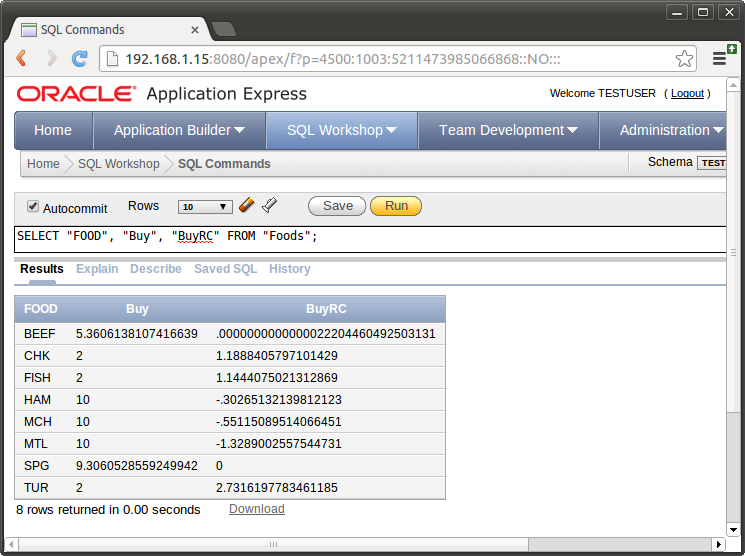 SQL Commands
192.168.1.15:8080/apex/f?p=4500:1003:5211473985066868::NO:::
ORACLE Application Express
Welcome TESTUSER ( Logout )
Home Application Builder SQL Workshop Team Development Administration
Home SQL Workshop SQL Commands Schema TEST
Autocommit Rows 10 Save Run
SELECT "FOOD", "Buy", "BuyRC" FROM "Foods";
Results Explain Describe Saved SQL History
FOOD Buy BuyRC
BEEF 5.3606138107416639 .0000000000000022204460492503131
CHK 2 1.1888405797101429
FISH 2 1.1444075021312869
HAM 10 -.30265132139812123
MCH 10 -.55115089514066451
MTL 10 -1.3289002557544731
SPG 9.3060528559249942 0
TUR 2 2.7316197783461185
8 rows returned in 0.00 seconds Download